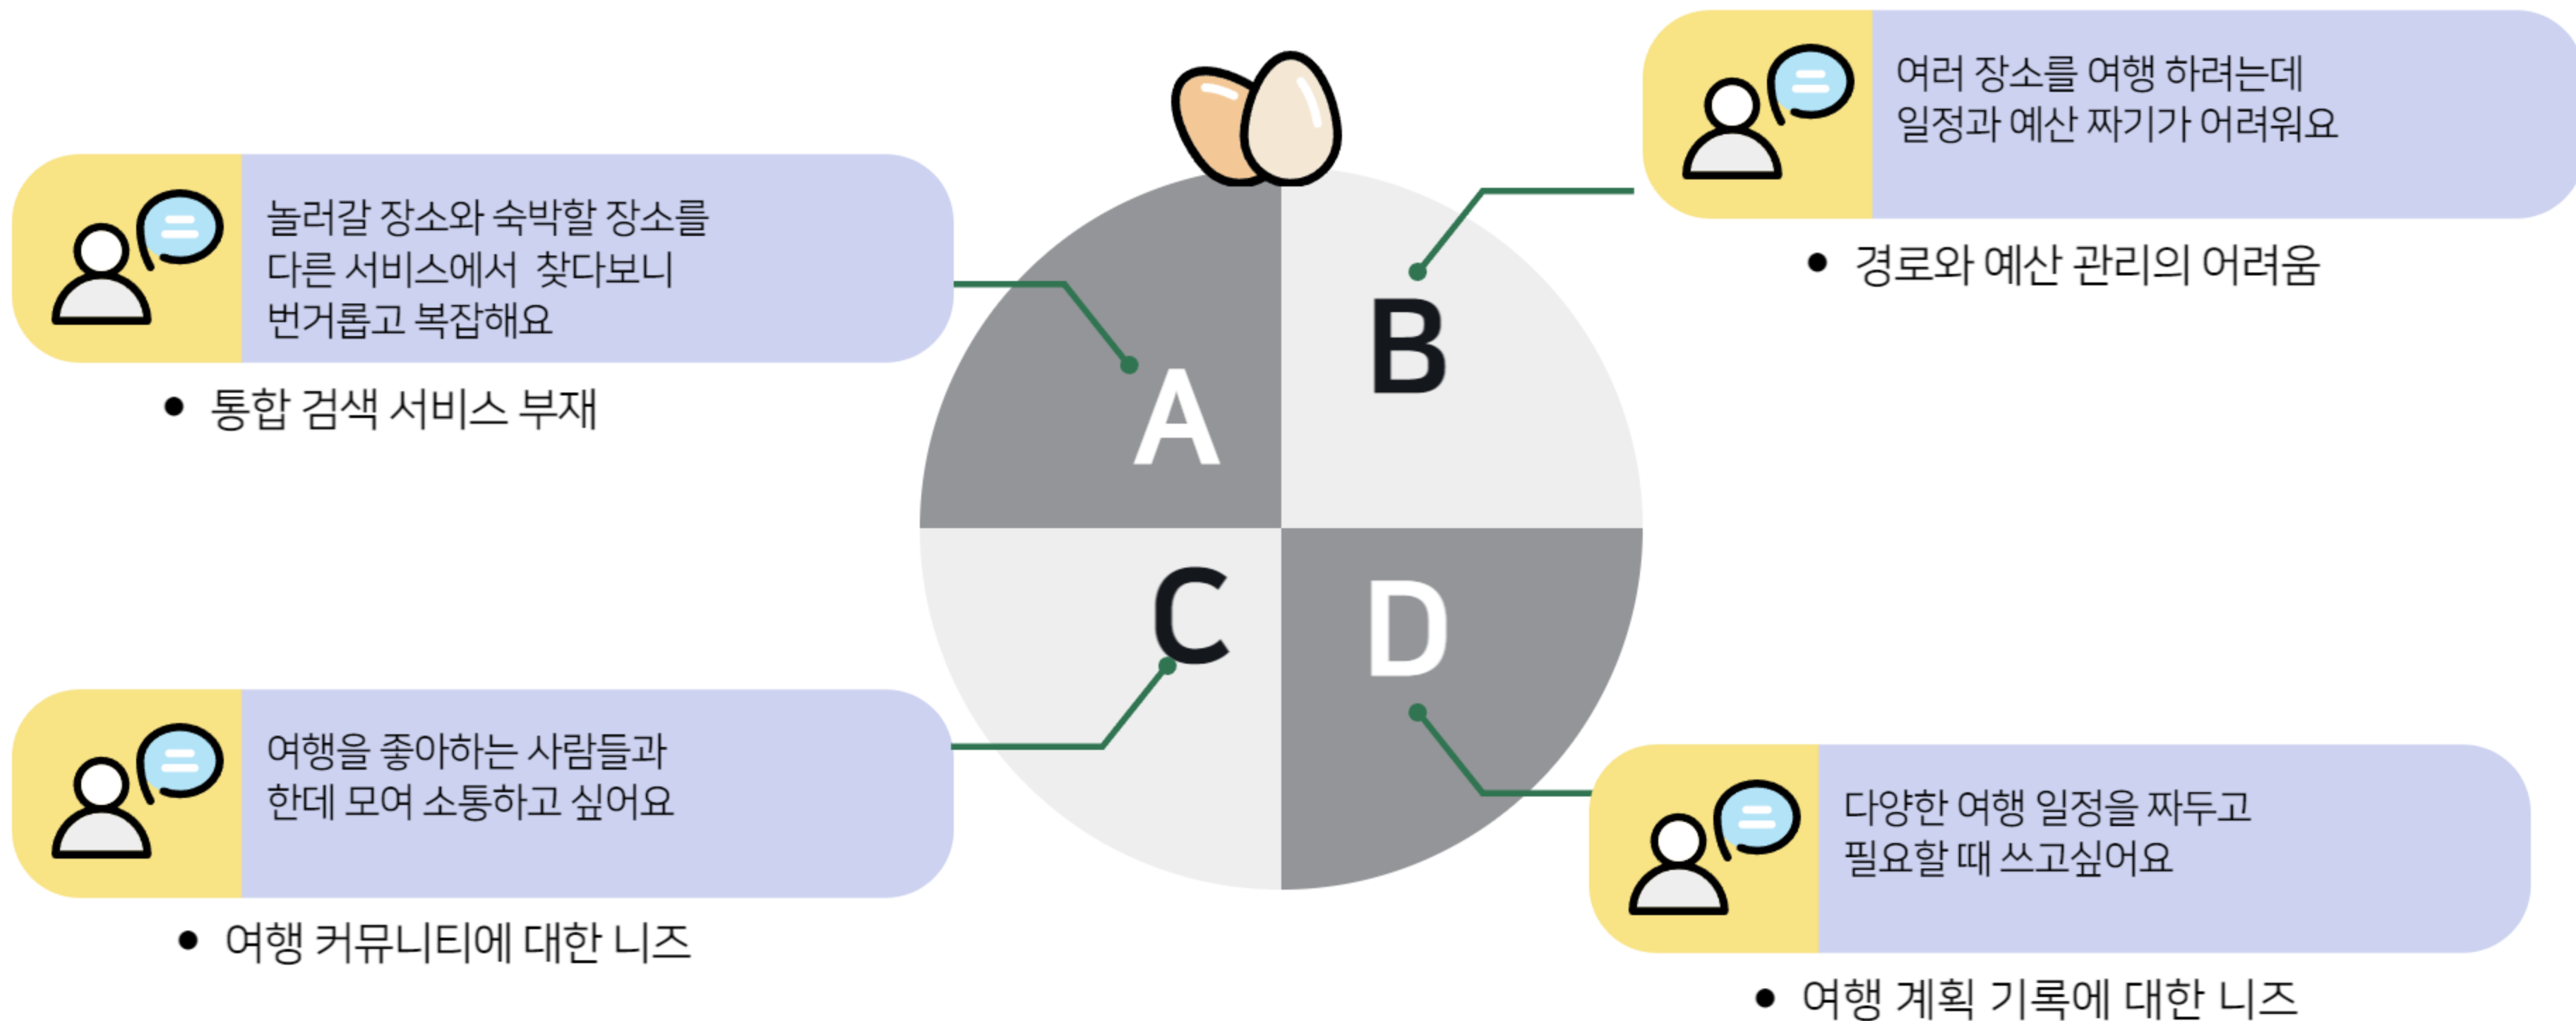 놀러갈 장소와 숙박할 장소를
다른 서비스에서 찾다보니
번거롭고 복잡해요
• 통합 검색 서비스 부재
A
여러 장소를 여행 하려는데
일정과 예산 짜기가 어려워요
• 경로와 예산 관리의 어려움
B
여행을 좋아하는 사람들과
한데 모여 소통하고 싶어요
• 여행 커뮤니티에 대한 니즈
C
다양한 여행 일정을 짜두고
필요할 때 쓰고싶어요
• 여행 계획 기록에 대한 니즈
D